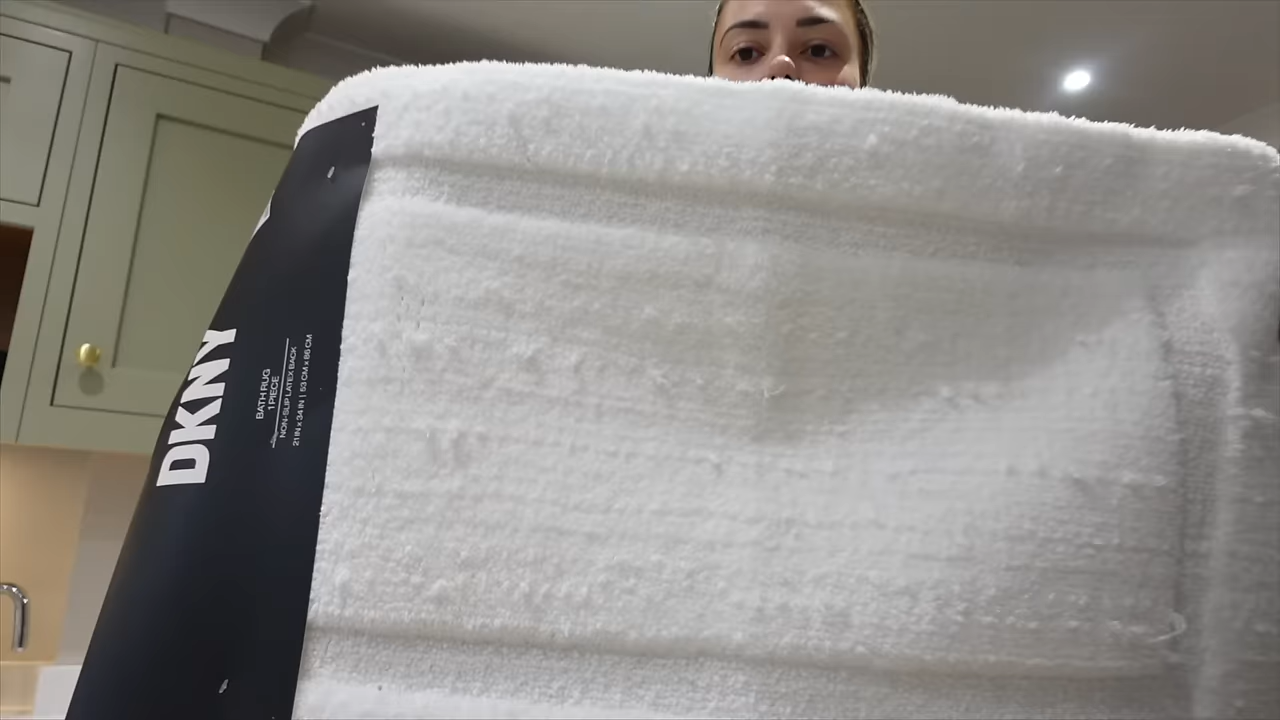 DKNY
BATH RUG
1 PIECE
NON-SLIP LATEX BACK
21 IN x 34 IN | 53 CM x 86 CM